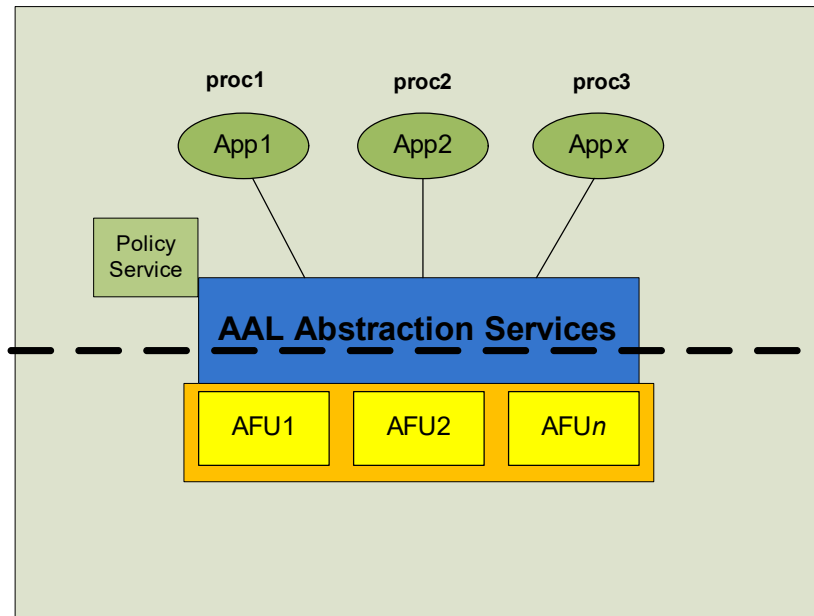 proc1 proc2 proc3
App1 App2 Appx
Policy
Service
AAL Abstraction Services
AFU1 AFU2 AFUn